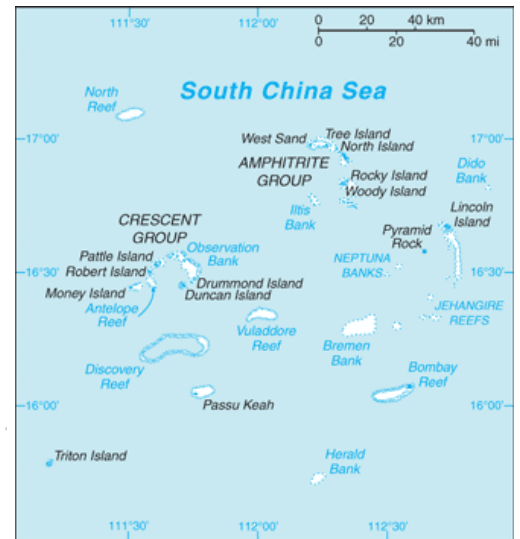 111°30' 112°00'
0 20 40 km
0 20 40 mi
North
Reef
South China Sea
17°00'
17°00'
West Sand
Tree Island
North Island
AMPHITRITE
GROUP
Dido
Bank
Rocky Island
Woody Island
Iltis
Bank
Lincoln
Island
CRESCENT
GROUP
Pyramid
Rock
Observation
Bank
Pattle Island
Robert Island
NEPTUNA
BANKS
16°30'
16°30'
Drummond Island
Duncan Island
Money Island
Antelope
Reef
JEHANGIRE
REEFS
Vuladdore
Reef
Bremen
Bank
Discovery
Reef
Bombay
Reef
16°00'
Passu Keah
16°00'
Triton Island
Herald
Bank
111°30' 112°00' 112°30'